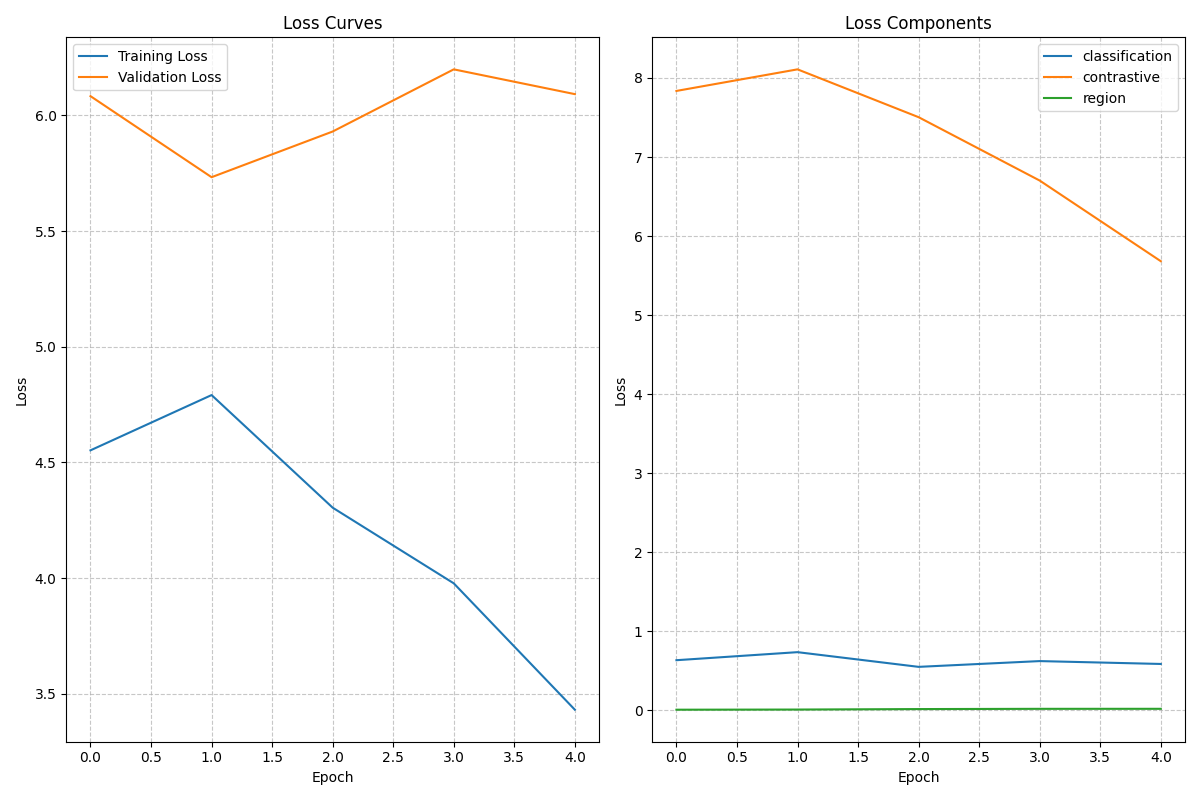 Loss Curves
Training Loss
Validation Loss
6.0
5.5
5.0
4.5
4.0
3.5
Loss
0.0 0.5 1.0 1.5 2.0 2.5 3.0 3.5 4.0
Epoch
Loss Components
classification
contrastive
region
8
7
6
5
4
3
2
1
0
Loss
0.0 0.5 1.0 1.5 2.0 2.5 3.0 3.5 4.0
Epoch